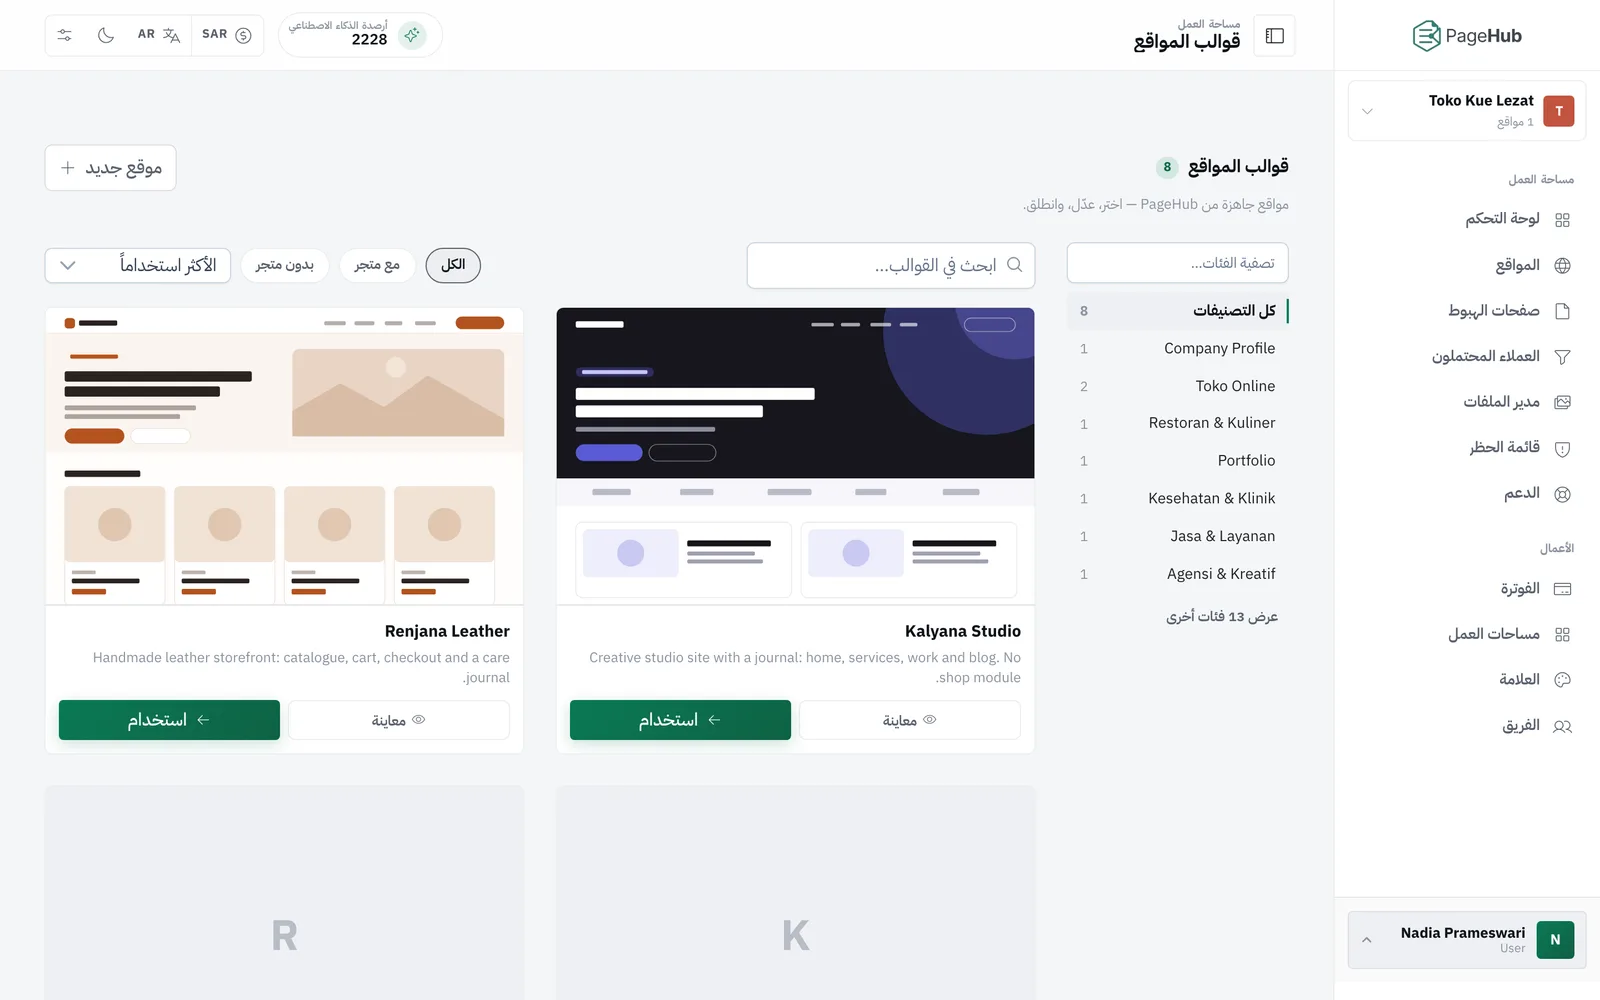 PageHub
Toko Kue Lezat
1 مواقع
T
مساحة العمل
لوحة التحكم
المواقع
صفحات الهبوط
العملاء المحتملون
مدير الملفات
قائمة الحظر
الدعم
الأعمال
الفوترة
مساحات العمل
العلامة
الفريق
Nadia Prameswari
User
N
مساحة العمل
قوالب المواقع
أرصدة الذكاء الاصطناعي
2228
SAR
AR
قوالب المواقع 8
مواقع جاهزة من PageHub — اختر، عدّل، وانطلق.
موقع جديد
تصفية الفئات...
كل التصنيفات 8
Company Profile 1
Toko Online 2
Restoran & Kuliner 1
Portfolio 1
Kesehatan & Klinik 1
Jasa & Layanan 1
Agensi & Kreatif 1
عرض 13 فئات أخرى
ابحث في القوالب...
الكل
مع متجر
بدون متجر
الأكثر استخداماً
Kalyana Studio
Creative studio site with a journal: home, services, work and blog. No
shop module.
معاينة
استخدام
Renjana Leather
Handmade leather storefront: catalogue, cart, checkout and a care
journal.
معاينة
استخدام
K
R